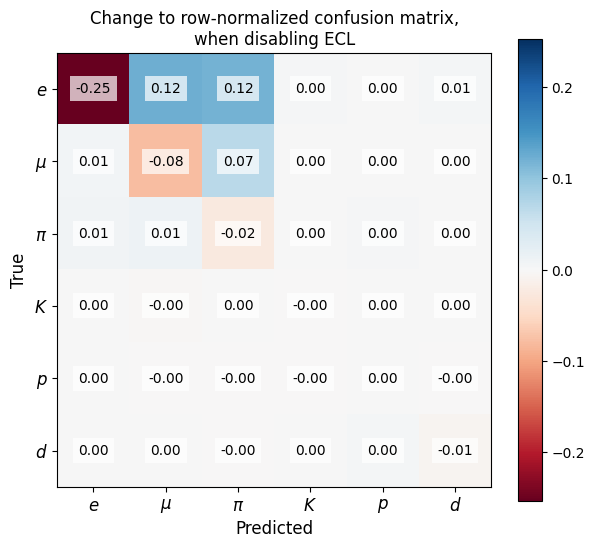 Change to row-normalized confusion matrix,
when disabling ECL
e -0.25 0.12 0.12 0.00 0.00 0.01
μ 0.01 -0.08 0.07 0.00 0.00 0.00
π 0.01 0.01 -0.02 0.00 0.00 0.00
K 0.00 -0.00 0.00 -0.00 0.00 0.00
p 0.00 -0.00 -0.00 -0.00 0.00 -0.00
d 0.00 0.00 -0.00 0.00 0.00 -0.01
e μ π K p d
Predicted
True
0.2
0.1
0.0
−0.1
−0.2